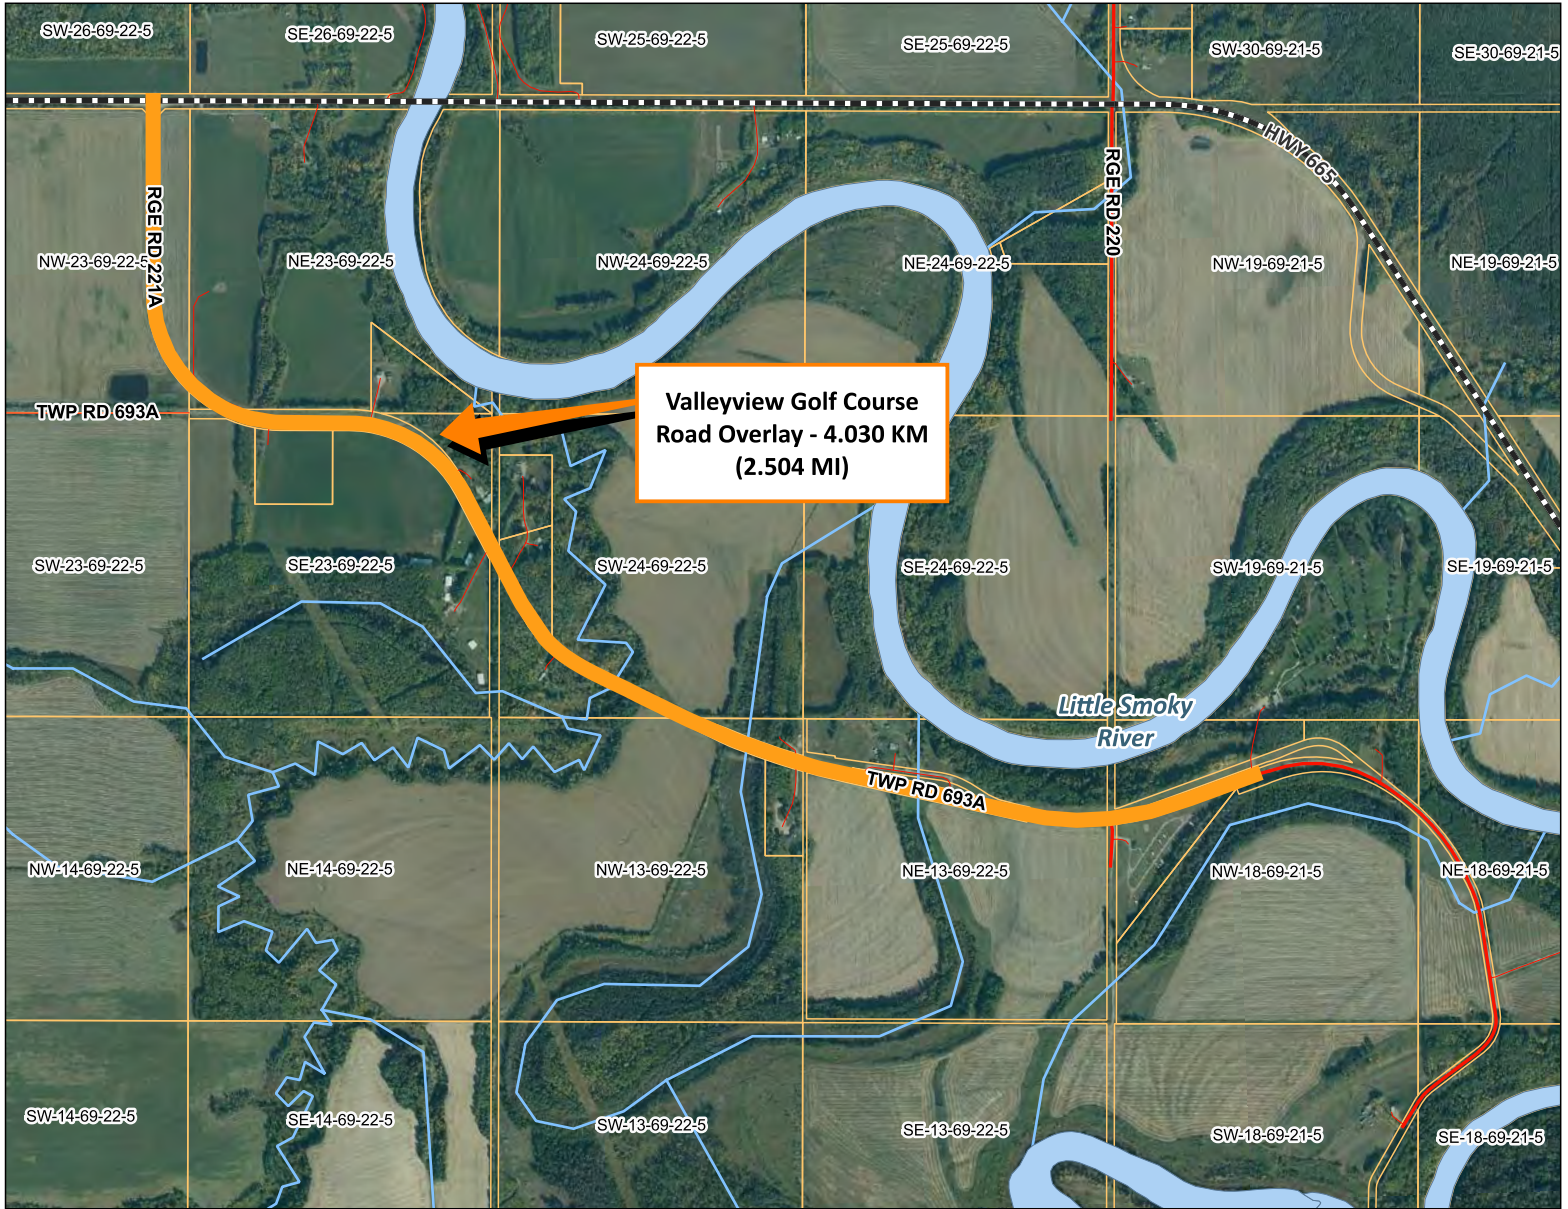 SW-26-69-22-5
SE-26-69-22-5
SW-25-69-22-5
SE-25-69-22-5
SW-30-69-21-5
SE-30-69-21-5
HWY 665
RGE RD 221A
RGE RD 220
NW-23-69-22-5
NE-23-69-22-5
NW-24-69-22-5
NE-24-69-22-5
NW-19-69-21-5
NE-19-69-21-5
TWP RD 693A
Valleyview Golf Course
Road Overlay - 4.030 KM
(2.504 MI)
SW-23-69-22-5
SE-23-69-22-5
SW-24-69-22-5
SE-24-69-22-5
SW-19-69-21-5
SE-19-69-21-5
Little Smoky
River
TWP RD 693A
NW-14-69-22-5
NE-14-69-22-5
NW-13-69-22-5
NE-13-69-22-5
NW-18-69-21-5
NE-18-69-21-5
SW-14-69-22-5
SE-14-69-22-5
SW-13-69-22-5
SE-13-69-22-5
SW-18-69-21-5
SE-18-69-21-5